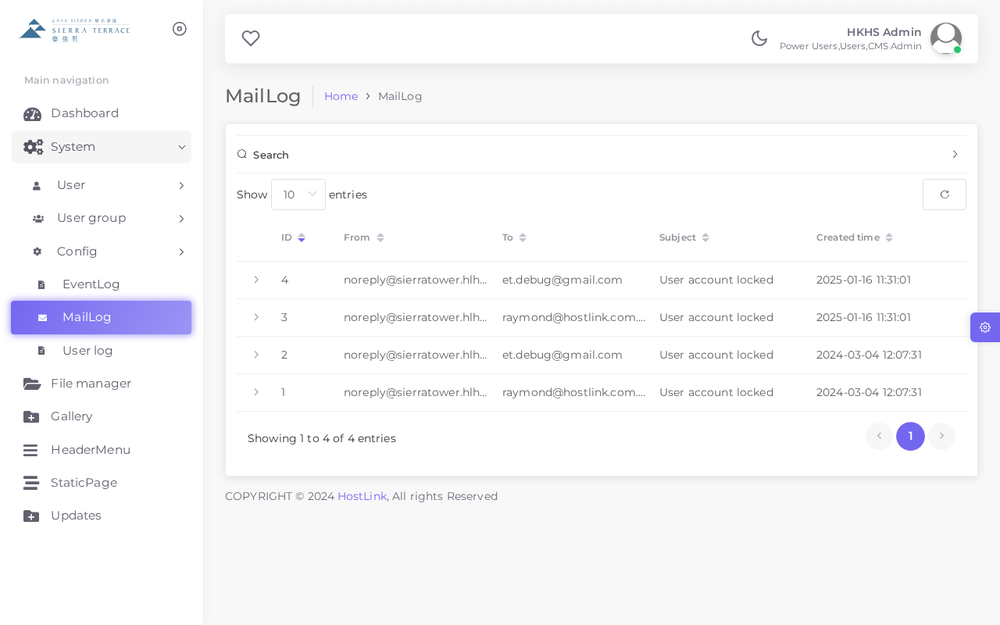 CASA SIERRA
SIERRA TERRACE
Main navigation
Dashboard
System
User
User group
Config
EventLog
MailLog
User log
File manager
Gallery
HeaderMenu
StaticPage
Updates
HKHS Admin
Power Users,Users,CMS Admin
MailLog
Home MailLog
Search
Show 10 entries
ID From To Subject Created time
4 noreply@sierratower.hlh... et.debug@gmail.com User account locked 2025-01-16 11:31:01
3 noreply@sierratower.hlh... raymond@hostlink.com.... User account locked 2025-01-16 11:31:01
2 noreply@sierratower.hlh... et.debug@gmail.com User account locked 2024-03-04 12:07:31
1 noreply@sierratower.hlh... raymond@hostlink.com.... User account locked 2024-03-04 12:07:31
Showing 1 to 4 of 4 entries
1
COPYRIGHT © 2024 HostLink, All rights Reserved